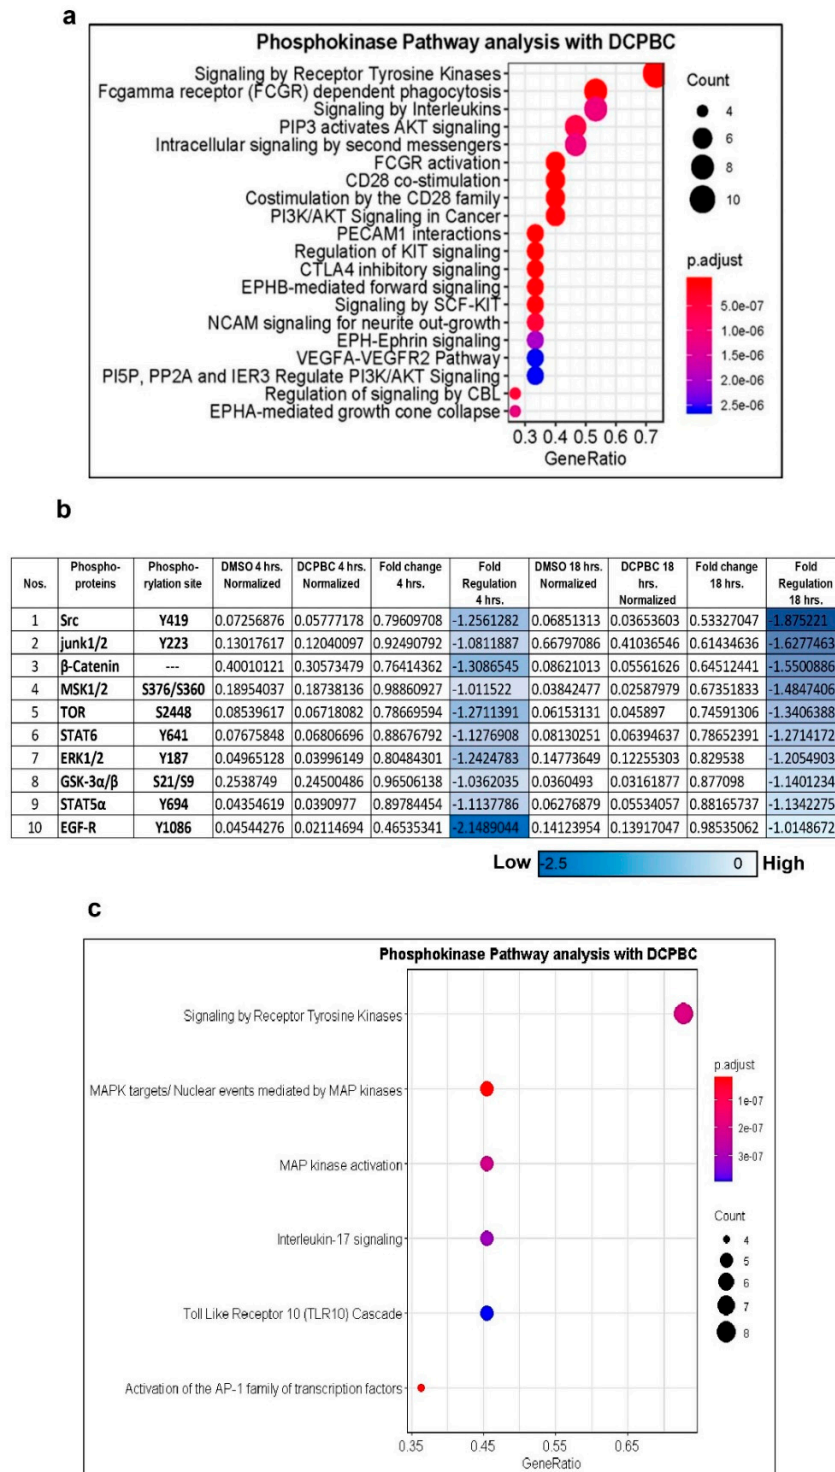 a
Phosphokinase Pathway analysis with DCPBC
Signaling by Receptor Tyrosine Kinases
Fcgamma receptor (FCGR) dependent phagocytosis
Signaling by Interleukins
PIP3 activates AKT signaling
Intracellular signaling by second messengers
FCGR activation
CD28 co-stimulation
Costimulation by the CD28 family
PI3K/AKT Signaling in Cancer
PECAM1 interactions
Regulation of KIT signaling
CTLA4 inhibitory signaling
EPHB-mediated forward signaling
Signaling by SCF-KIT
NCAM signaling for neurite out-growth
EPH-Ephrin signaling
VEGFA-VEGFR2 Pathway
PI5P, PP2A and IER3 Regulate PI3K/AKT Signaling
Regulation of signaling by CBL
EPHA-mediated growth cone collapse
0.3 0.4 0.5 0.6 0.7
GeneRatio
Count
4
6
8
10
p.adjust
5.0e-07
1.0e-06
1.5e-06
2.0e-06
2.5e-06
b
Nos. Phospho-proteins Phospho-rylation site DMSO 4 hrs. Normalized DCPBC 4 hrs. Normalized Fold change 4 hrs. Fold Regulation 4 hrs. DMSO 18 hrs. Normalized DCPBC 18 hrs. Normalized Fold change 18 hrs. Fold Regulation 18 hrs.
1 Src Y419 0.07256876 0.05777178 0.79609708 -1.2561282 0.06851313 0.03653603 0.53327047 -1.875221
2 junk1/2 Y223 0.13017617 0.12040097 0.92490792 -1.0811887 0.66797086 0.41036546 0.61434636 -1.6277463
3 β-Catenin --- 0.40010121 0.30573479 0.76414362 -1.3086545 0.08621013 0.05561626 0.64512441 -1.5500886
4 MSK1/2 S376/S360 0.18954037 0.18738136 0.98860927 -1.011522 0.03842477 0.02587979 0.67351833 -1.4847406
5 TOR S2448 0.08539617 0.06718082 0.78669594 -1.2711391 0.06153131 0.045897 0.74591306 -1.3406388
6 STAT6 Y641 0.07675848 0.06806696 0.88676792 -1.1276908 0.08130251 0.06394637 0.78652391 -1.2714172
7 ERK1/2 Y187 0.04965128 0.03996149 0.80484301 -1.2424783 0.14773649 0.12255303 0.829538 -1.2054903
8 GSK-3α/β S21/S9 0.2538749 0.24500486 0.96506138 -1.0362035 0.0360493 0.03161877 0.877098 -1.1401234
9 STAT5α Y694 0.04354619 0.0390977 0.89784454 -1.1137786 0.06276879 0.05534057 0.88165737 -1.1342275
10 EGF-R Y1086 0.04544276 0.02114694 0.46535341 -2.1489044 0.14123954 0.13917047 0.98535062 -1.0148672
Low -2.5 0 High
c
Phosphokinase Pathway analysis with DCPBC
Signaling by Receptor Tyrosine Kinases
MAPK targets/ Nuclear events mediated by MAP kinases
MAP kinase activation
Interleukin-17 signaling
Toll Like Receptor 10 (TLR10) Cascade
Activation of the AP-1 family of transcription factors
0.35 0.45 0.55 0.65
GeneRatio
p.adjust
1e-07
2e-07
3e-07
Count
4
5
6
7
8